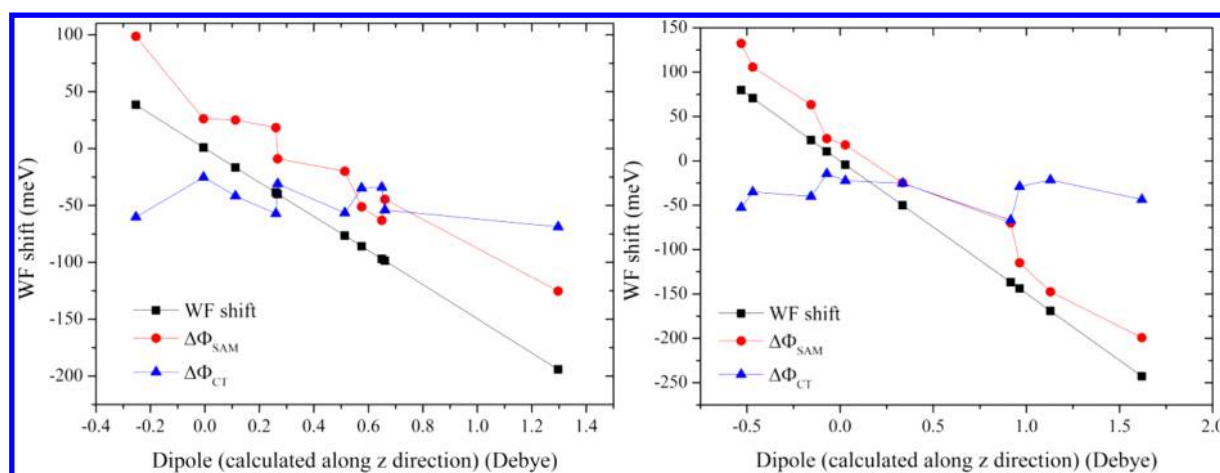 100
50
0
-50
-100
-150
-200
WF shift (meV)
WF shift
ΔΦSAM
ΔΦCT
-0.4 -0.2 0.0 0.2 0.4 0.6 0.8 1.0 1.2 1.4
Dipole (calculated along z direction) (Debye)
150
100
50
0
-50
-100
-150
-200
-250
WF shift (meV)
WF shift
ΔΦSAM
ΔΦCT
-0.5 0.0 0.5 1.0 1.5 2.0
Dipole (calculated along z direction) (Debye)